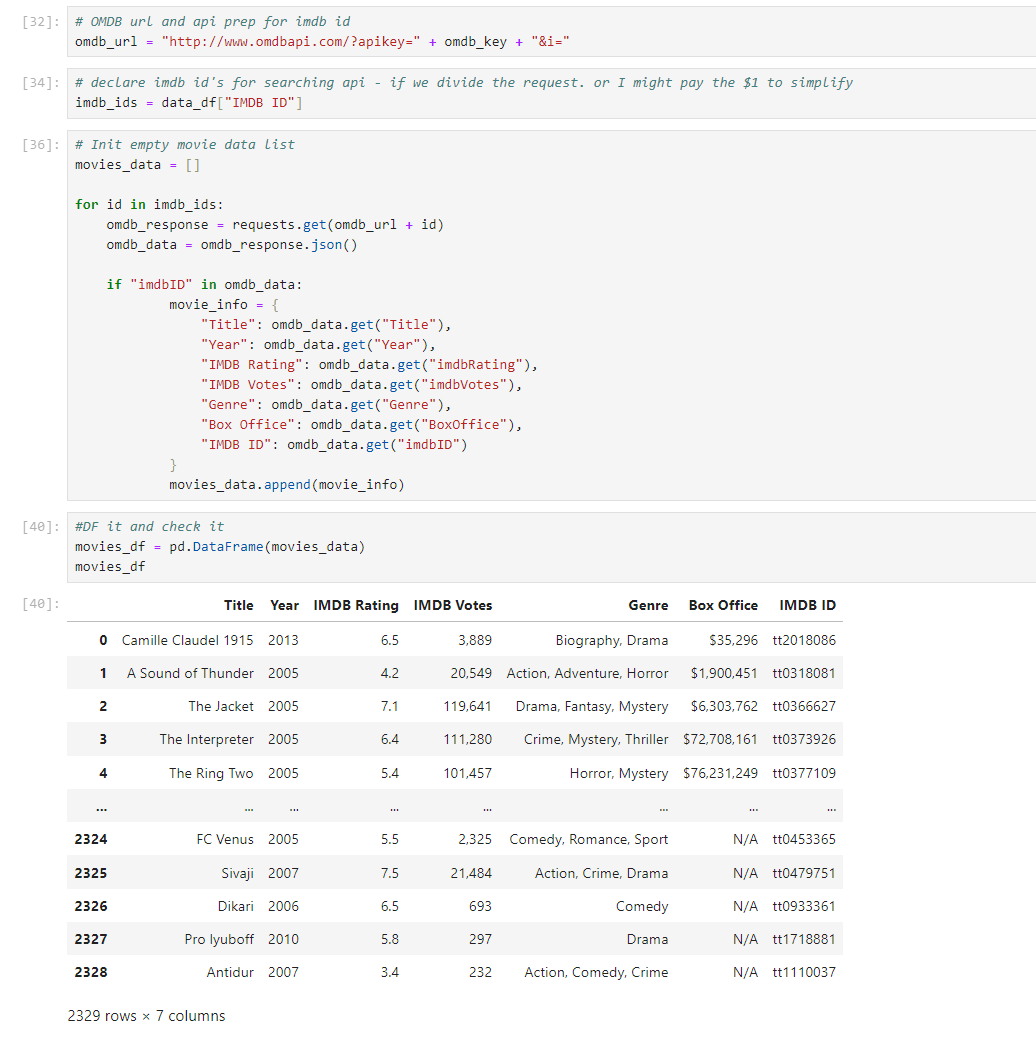 [32]: # OMDB url and api prep for imdb id
omdb_url = "http://www.omdbapi.com/?apikey=" + omdb_key + "&i="
[34]: # declare imdb id's for searching api - if we divide the request. or I might pay the $1 to simplify
imdb_ids = data_df["IMDB ID"]
[36]: # Init empty movie data list
movies_data = []
for id in imdb_ids:
omdb_response = requests.get(omdb_url + id)
omdb_data = omdb_response.json()
if "imdbID" in omdb_data:
movie_info = {
"Title": omdb_data.get("Title"),
"Year": omdb_data.get("Year"),
"IMDB Rating": omdb_data.get("imdbRating"),
"IMDB Votes": omdb_data.get("imdbVotes"),
"Genre": omdb_data.get("Genre"),
"Box Office": omdb_data.get("BoxOffice"),
"IMDB ID": omdb_data.get("imdbID")
}
movies_data.append(movie_info)
[40]: #DF it and check it
movies_df = pd.DataFrame(movies_data)
movies_df
[40]: Title Year IMDB Rating IMDB Votes Genre Box Office IMDB ID
0 Camille Claudel 1915 2013 6.5 3,889 Biography, Drama $35,296 tt2018086
1 A Sound of Thunder 2005 4.2 20,549 Action, Adventure, Horror $1,900,451 tt0318081
2 The Jacket 2005 7.1 119,641 Drama, Fantasy, Mystery $6,303,762 tt0366627
3 The Interpreter 2005 6.4 111,280 Crime, Mystery, Thriller $72,708,161 tt0373926
4 The Ring Two 2005 5.4 101,457 Horror, Mystery $76,231,249 tt0377109
... ... ... ... ... ... ... ...
2324 FC Venus 2005 5.5 2,325 Comedy, Romance, Sport N/A tt0453365
2325 Sivaji 2007 7.5 21,484 Action, Crime, Drama N/A tt0479751
2326 Dikari 2006 6.5 693 Comedy N/A tt0933361
2327 Pro lyuboff 2010 5.8 297 Drama N/A tt1718881
2328 Antidur 2007 3.4 232 Action, Comedy, Crime N/A tt1110037
2329 rows × 7 columns